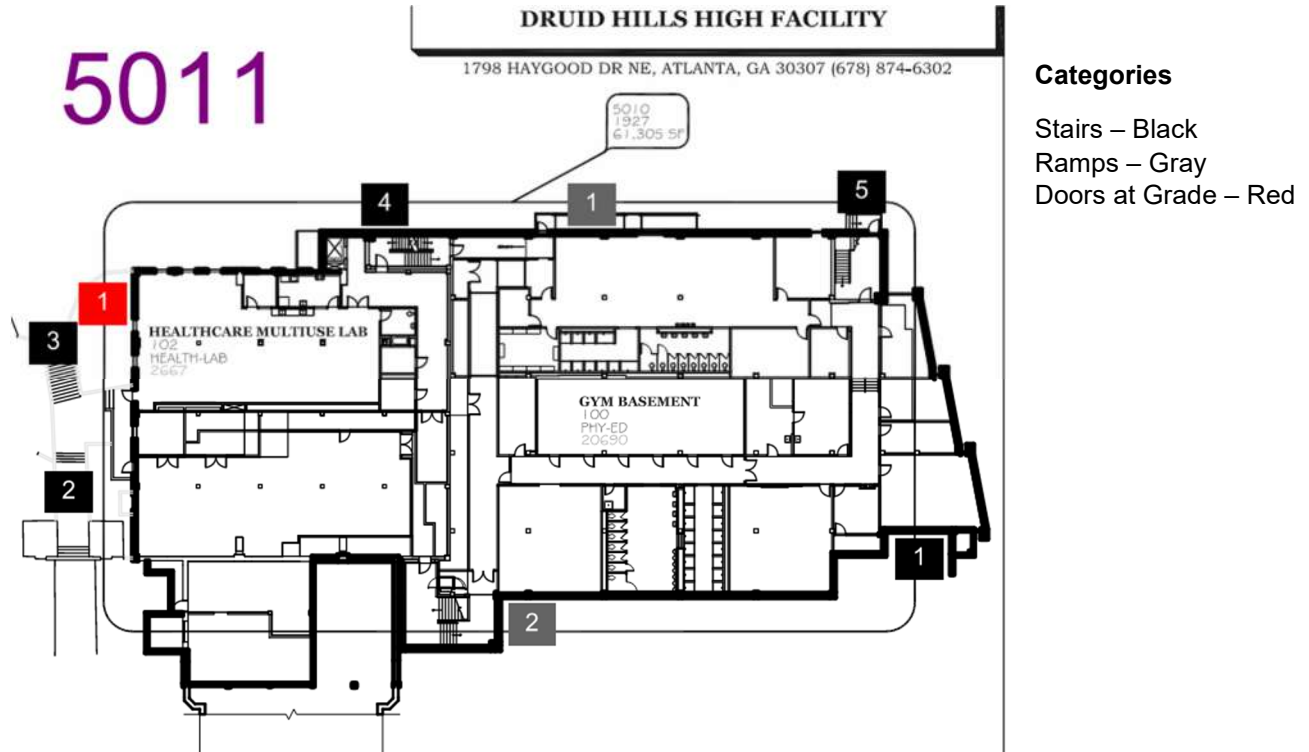 DRUID HILLS HIGH FACILITY
5011
1798 HAYGOOD DR NE, ATLANTA, GA 30307 (678) 874-6302
Categories
Stairs – Black
Ramps – Gray
Doors at Grade – Red
5010
1927
61,305 SF
4
1
5
1
3
HEALTHCARE MULTIUSE LAB
102
HEALTH-LAB
2667
GYM BASEMENT
100
PHY-ED
20690
2
1
2